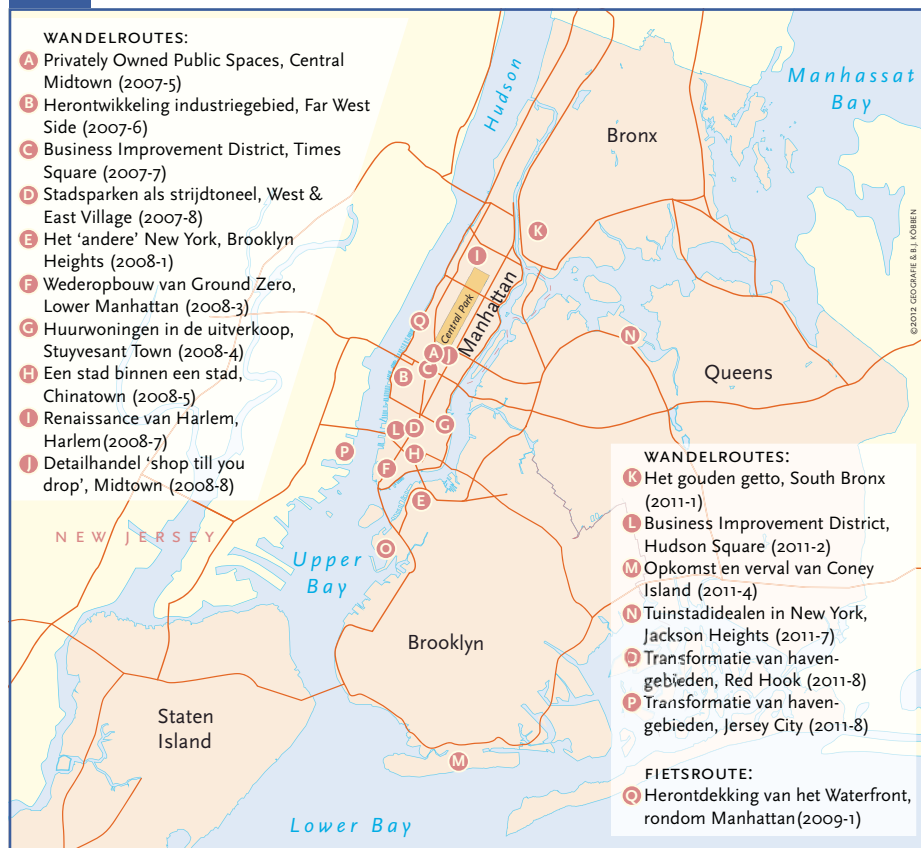 WANDELROUTES:
A Privately Owned Public Spaces, Central
Midtown (2007-5)
B Herontwikkeling industriegebied, Far West
Side (2007-6)
C Business Improvement District, Times
Square (2007-7)
D Stadsparken als strijdtoneel, West &
East Village (2007-8)
E Het ‘andere’ New York, Brooklyn
Heights (2008-1)
F Wederopbouw van Ground Zero,
Lower Manhattan (2008-3)
G Huurwoningen in de uitverkoop,
Stuyvesant Town (2008-4)
H Een stad binnen een stad,
Chinatown (2008-5)
I Renaissance van Harlem,
Harlem(2008-7)
J Detailhandel ‘shop till you
drop’, Midtown (2008-8)
Hudson
Manhassat
Bay
Bronx
©2012 GEOGRAFIE & B.J. KÖBBEN
K
I
Central Park
Manhattan
Q
A
J
C
B
N
Queens
L
D
G
H
P
F
E
O
NEW JERSEY
Upper
Bay
Brooklyn
Staten
Island
M
Lower Bay
WANDELROUTES:
K Het gouden getto, South Bronx
(2011-1)
L Business Improvement District,
Hudson Square (2011-2)
M Opkomst en verval van Coney
Island (2011-4)
N Tuinstadidealen in New York,
Jackson Heights (2011-7)
O Transformatie van haven-
gebieden, Red Hook (2011-8)
P Transformatie van haven-
gebieden, Jersey City (2011-8)
FIETSROUTE:
Q Herontdekking van het Waterfront,
rondom Manhattan(2009-1)